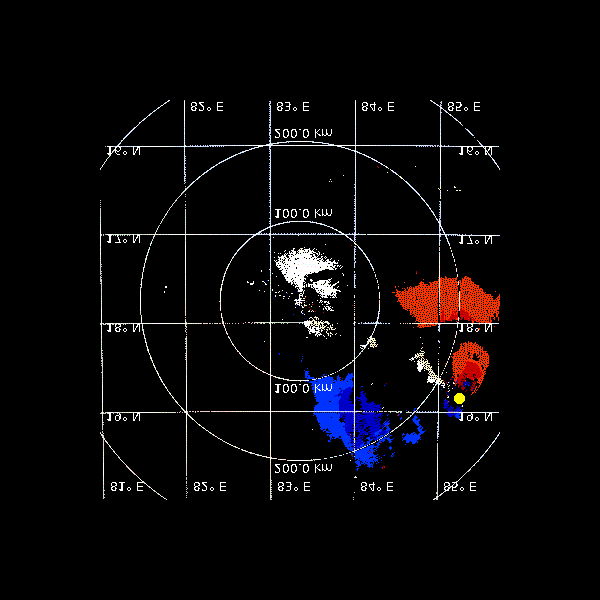 82° E 83° E 84° E 85° E
200.0 km
16° N 16° N
100.0 km
17° N 17° N
18° N 18° N
100.0 km
19° N 19° N
200.0 km
81° E 82° E 83° E 84° E 85° E